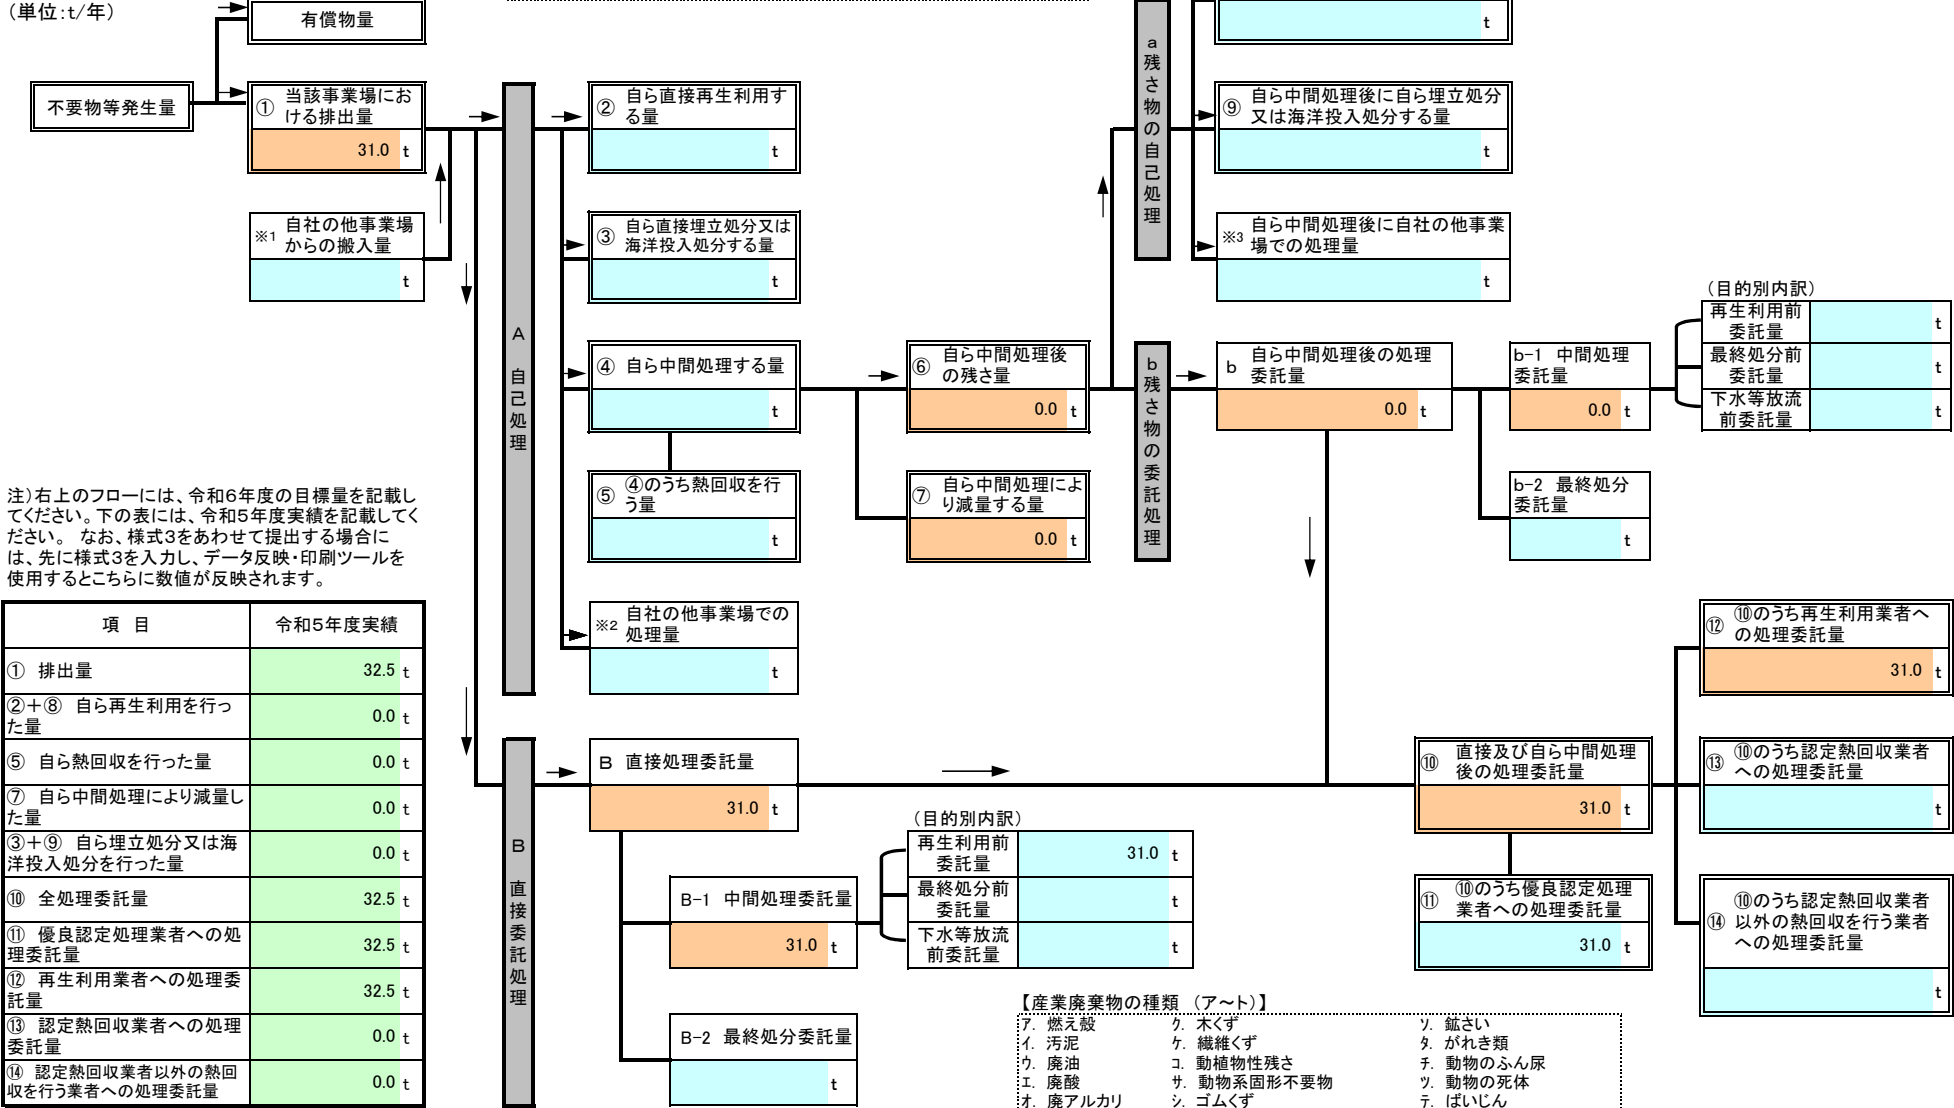 (単位:t/年)
有償物量
不要物等発生量
① 当該事業場にお
ける排出量
31.0 t
※1 自社の他事業場
からの搬入量
t
A 自己処理
② 自ら直接再生利用す
る量
t
③ 自ら直接埋立処分又は
海洋投入処分する量
t
④ 自ら中間処理する量
t
⑤ ④のうち熱回収を行
う量
t
※2 自社の他事業場での
処理量
t
⑥ 自ら中間処理後
の残さ量
0.0 t
⑦ 自ら中間処理によ
り減量する量
0.0 t
a残さ物の自己処理
t
⑨ 自ら中間処理後に自ら埋立処分
又は海洋投入処分する量
t
※3 自ら中間処理後に自社の他事業
場での処理量
t
b残さ物の委託処理
b 自ら中間処理後の処理
委託量
0.0 t
b-1 中間処理
委託量
0.0 t
(目的別内訳)
再生利用前
委託量
t
最終処分前
委託量
t
下水等放流
前委託量
t
b-2 最終処分
委託量
t
注)右上のフローには、令和6年度の目標量を記載し
てください。下の表には、令和5年度実績を記載してく
ださい。 なお、様式3をあわせて提出する場合に
は、先に様式3を入力し、データ反映・印刷ツールを
使用するとこちらに数値が反映されます。
項 目 令和5年度実績
① 排出量 32.5 t
②+⑧ 自ら再生利用を行っ
た量 0.0 t
⑤ 自ら熱回収を行った量 0.0 t
⑦ 自ら中間処理により減量し
た量 0.0 t
③+⑨ 自ら埋立処分又は海
洋投入処分を行った量 0.0 t
⑩ 全処理委託量 32.5 t
⑪ 優良認定処理業者への処
理委託量 32.5 t
⑫ 再生利用業者への処理委
託量 32.5 t
⑬ 認定熱回収業者への処理
委託量 0.0 t
⑭ 認定熱回収業者以外の熱回
収を行う業者への処理委託量 0.0 t
B 直接委託処理
B 直接処理委託量
31.0 t
B-1 中間処理委託量
31.0 t
B-2 最終処分委託量
t
(目的別内訳)
再生利用前
委託量
31.0 t
最終処分前
委託量
t
下水等放流
前委託量
t
⑩ 直接及び自ら中間処理
後の処理委託量
31.0 t
⑪ ⑩のうち優良認定処理
業者への処理委託量
31.0 t
⑫ ⑩のうち再生利用業者へ
の処理委託量
31.0 t
⑬ ⑩のうち認定熱回収業者
への処理委託量
t
⑭ ⑩のうち認定熱回収業者
以外の熱回収を行う業者
への処理委託量
t
【産業廃棄物の種類 (ア~ト)】
ア. 燃え殻 ク. 木くず ソ. 鉱さい
イ. 汚泥 ケ. 繊維くず タ. がれき類
ウ. 廃油 コ. 動植物性残さ チ. 動物のふん尿
エ. 廃酸 サ. 動物系固形不要物 ツ. 動物の死体
オ. 廃アルカリ シ. ゴムくず テ. ばいじん